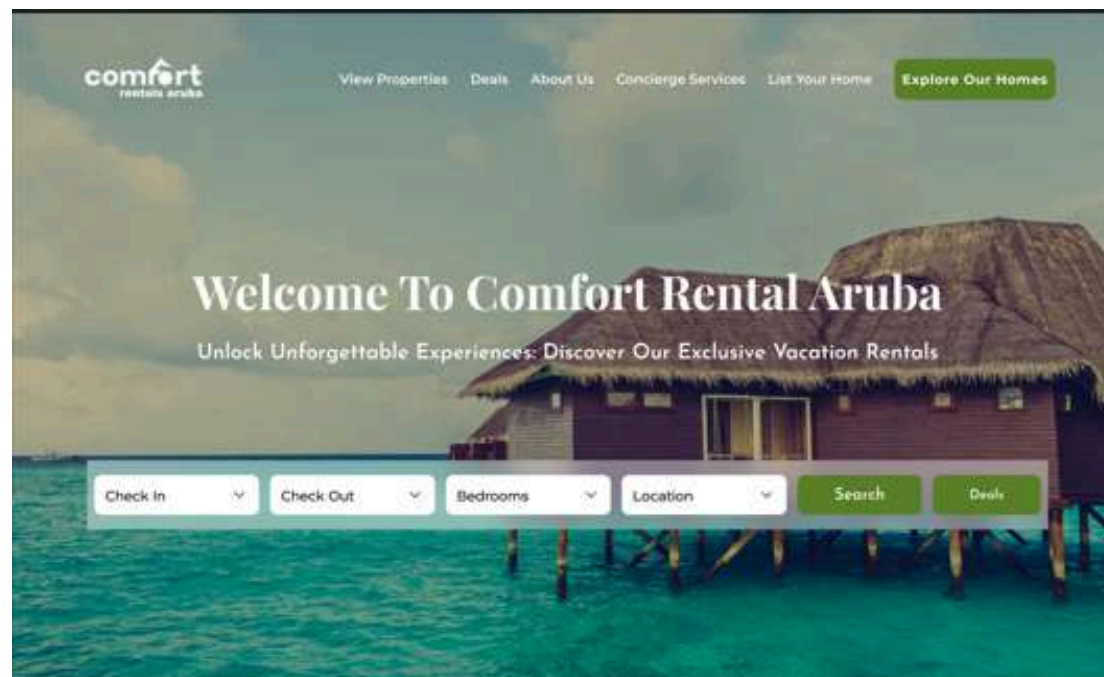 comfort
rentals aruba
View Properties Deals About Us Concierge Services List Your Home Explore Our Homes
Welcome To Comfort Rental Aruba
Unlock Unforgettable Experiences: Discover Our Exclusive Vacation Rentals
Check In Check Out Bedrooms Location Search Deals